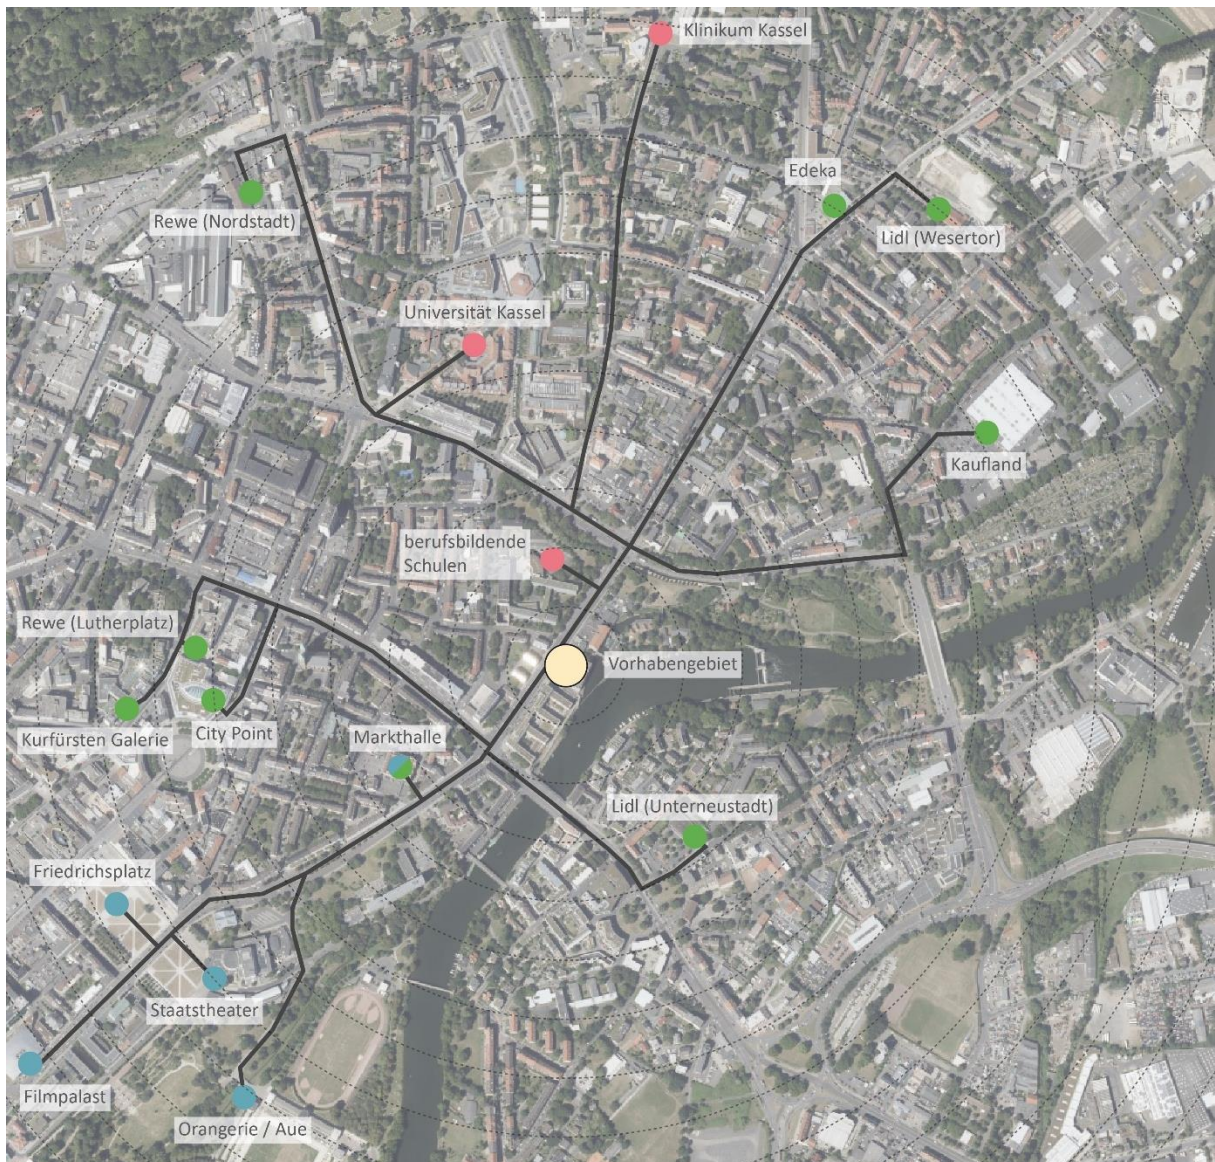 Klinikum Kassel
Edeka
Rewe (Nordstadt)
Lidl (Wesertor)
Universität Kassel
Kaufland
berufsbildende
Schulen
Rewe (Lutherplatz)
Vorhabengebiet
Kurfürsten Galerie
City Point
Markthalle
Lidl (Unterneustadt)
Friedrichsplatz
Staatstheater
Filmpalast
Orangerie / Aue